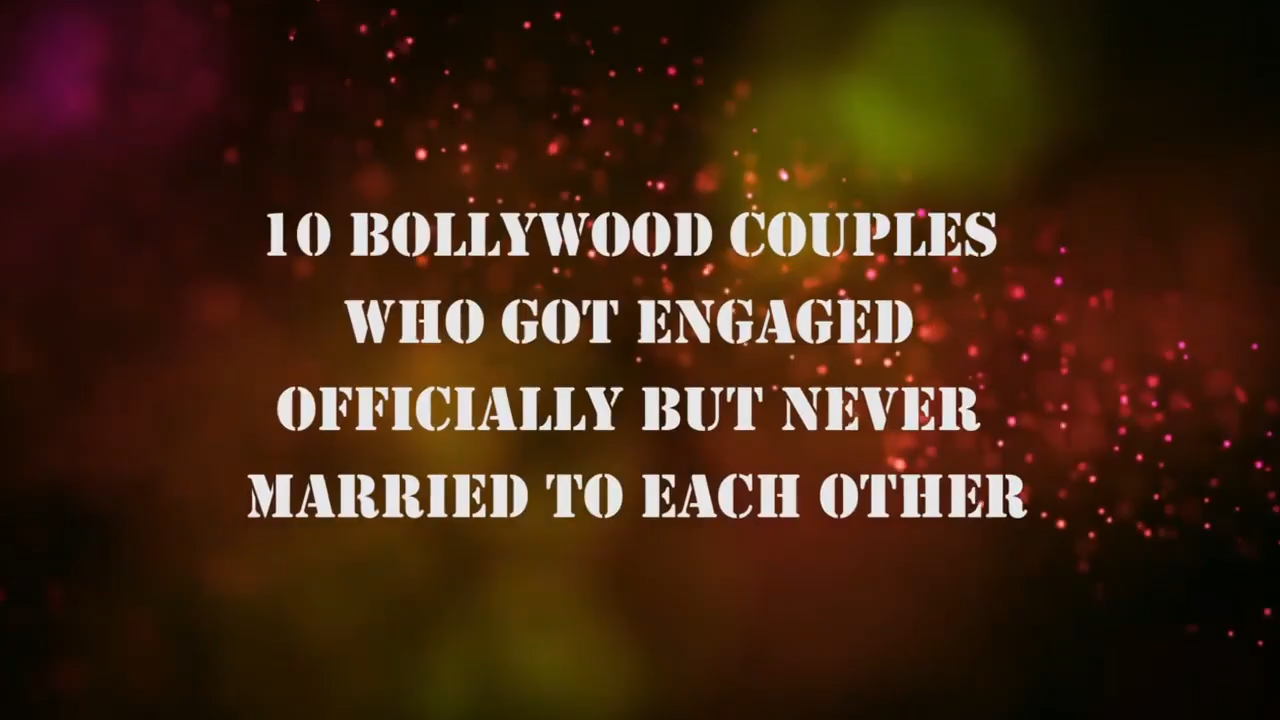 10 BOLLYWOOD COUPLES
WHO GOT ENGAGED
OFFICIALLY BUT NEVER
MARRIED TO EACH OTHER